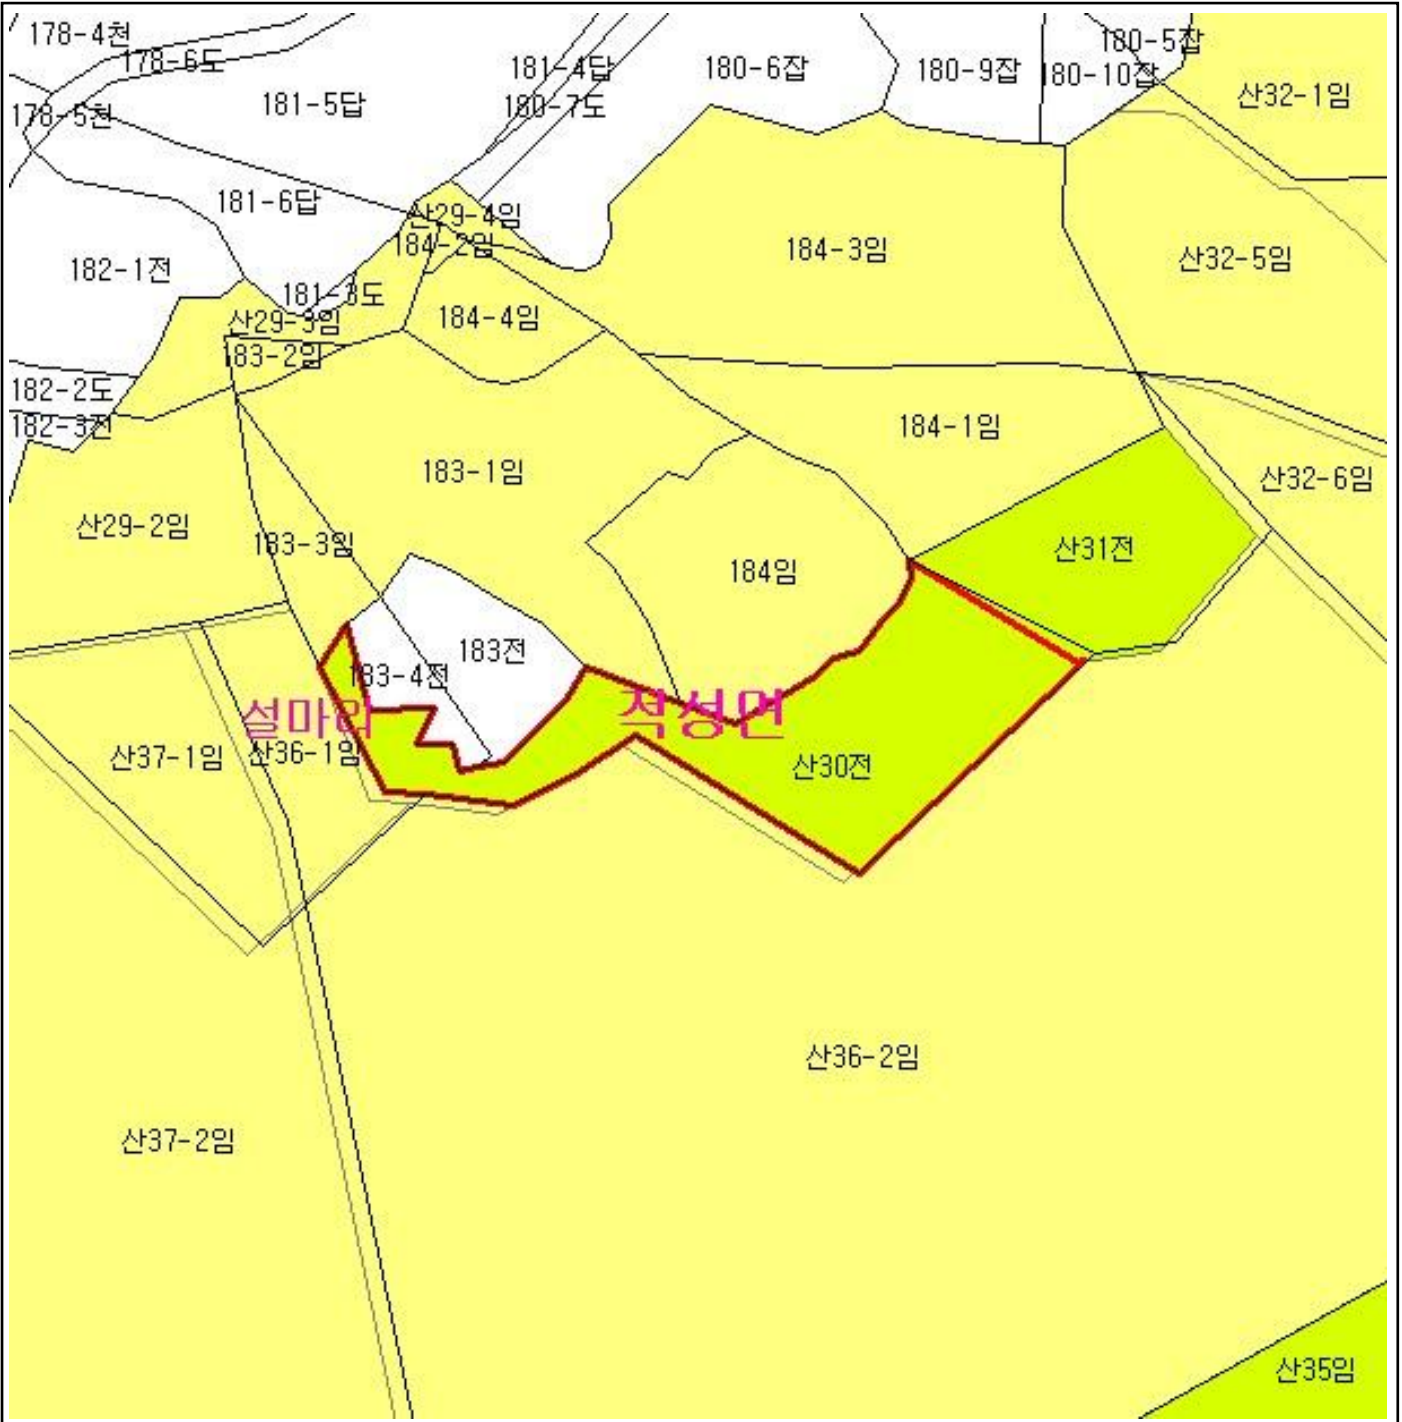 178-4천
180-5잡
178-6도
181-4답
180-6잡
180-9잡
180-10잡
산32-1임
178-5천
181-5답
180-7도
181-6답
산29-4임
184-2임
184-3임
산32-5임
182-1전
181-3도
산29-3임
184-4임
183-2임
182-2도
182-3전
184-1임
183-1임
산32-6임
산29-2임
183-3임
산31전
184임
183전
183-4전
설마리
적성면
산37-1임
산36-1임
산30전
산36-2임
산37-2임
산35임